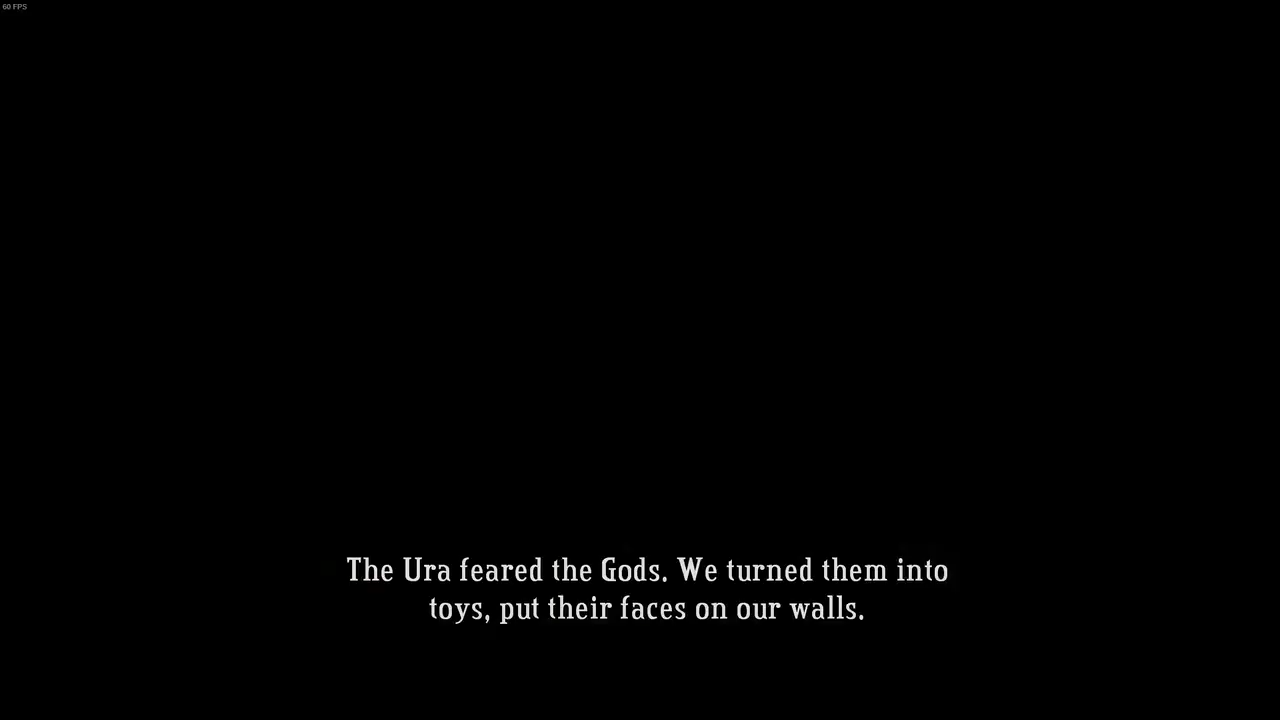 60 FPS
The Ura feared the Gods. We turned them into
toys, put their faces on our walls.